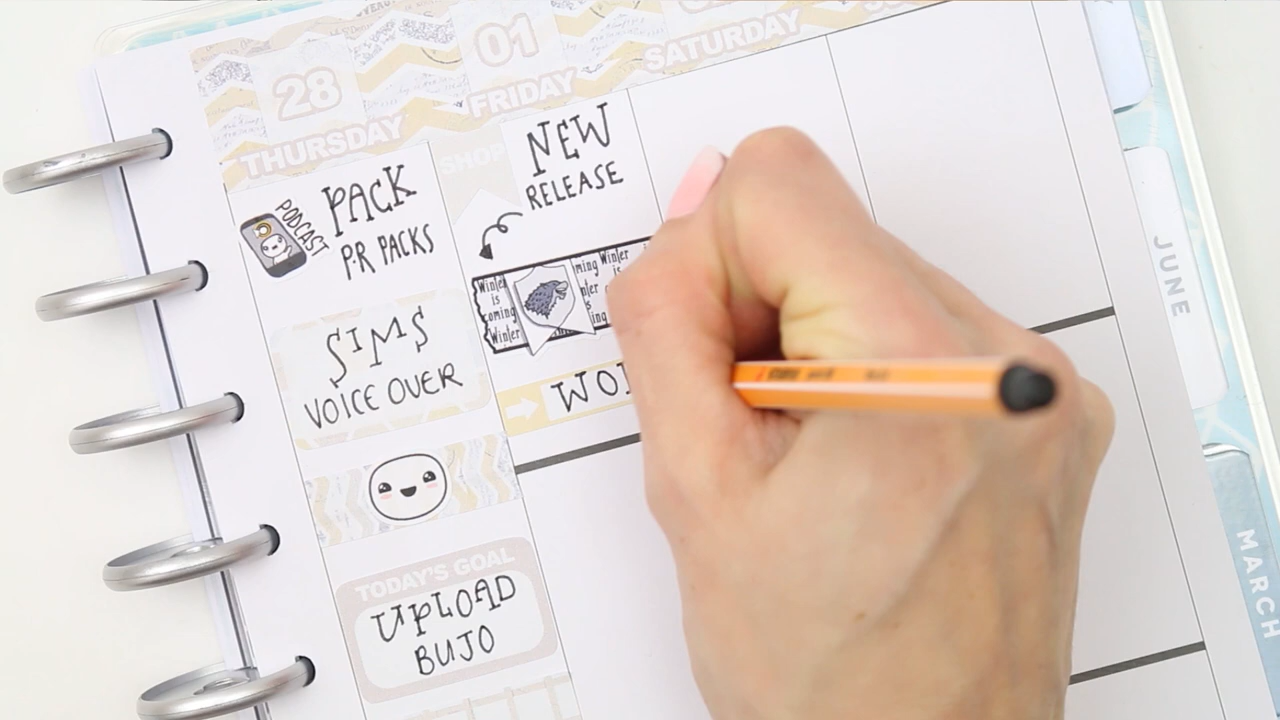 28
THURSDAY
PODCAST
PACK
P.R PACKS
SIMS
VOICE OVER
TODAY'S GOAL
UPLOAD
BUJO
01
FRIDAY
SHOP
NEW
RELEASE
Winter
is
Coming
Winter
SATURDAY
JUNE
MARCH